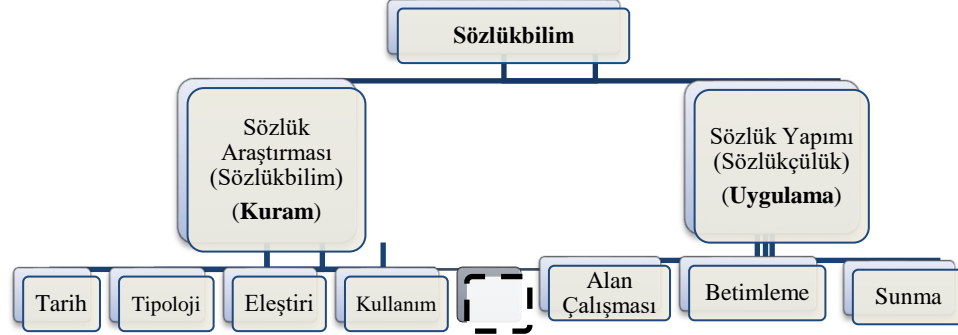 Sözlükbilim
Sözlük
Araştırması
(Sözlükbilim)
(Kuram)
Sözlük Yapımı
(Sözlükçülük)
(Uygulama)
Tarih
Tipoloji
Eleştiri
Kullanım
Alan
Çalışması
Betimleme
Sunma